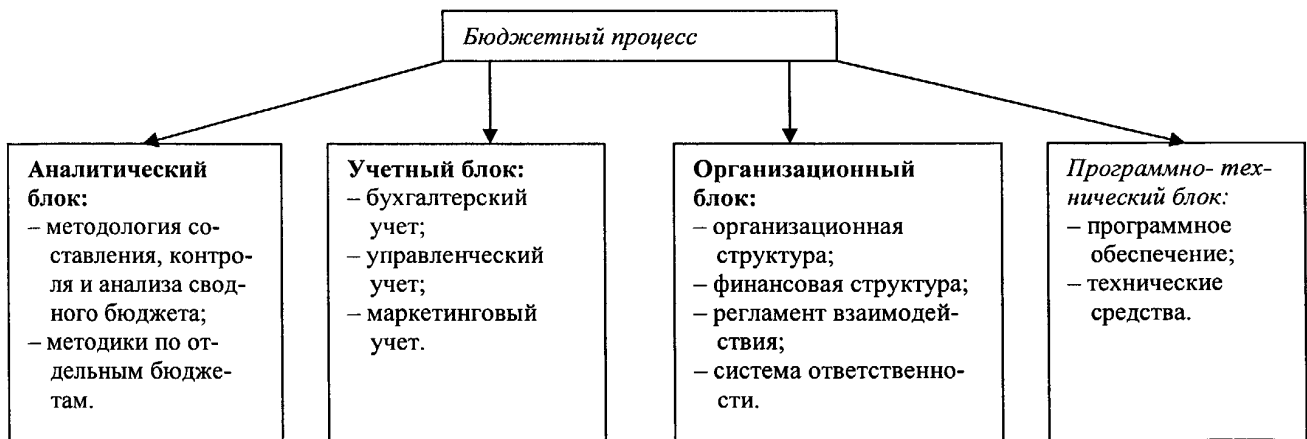 Бюджетный процесс
Аналитический
блок:
– методология со-
ставления, контро-
ля и анализа свод-
ного бюджета;
– методики по от-
дельным бюдже-
там.
Учетный блок:
– бухгалтерский
учет;
– управленческий
учет;
– маркетинговый
учет.
Организационный
блок:
– организационная
структура;
– финансовая структура;
– регламент взаимодей-
ствия;
– система ответственно-
сти.
Программно- тех-
нический блок:
– программное
обеспечение;
– технические
средства.